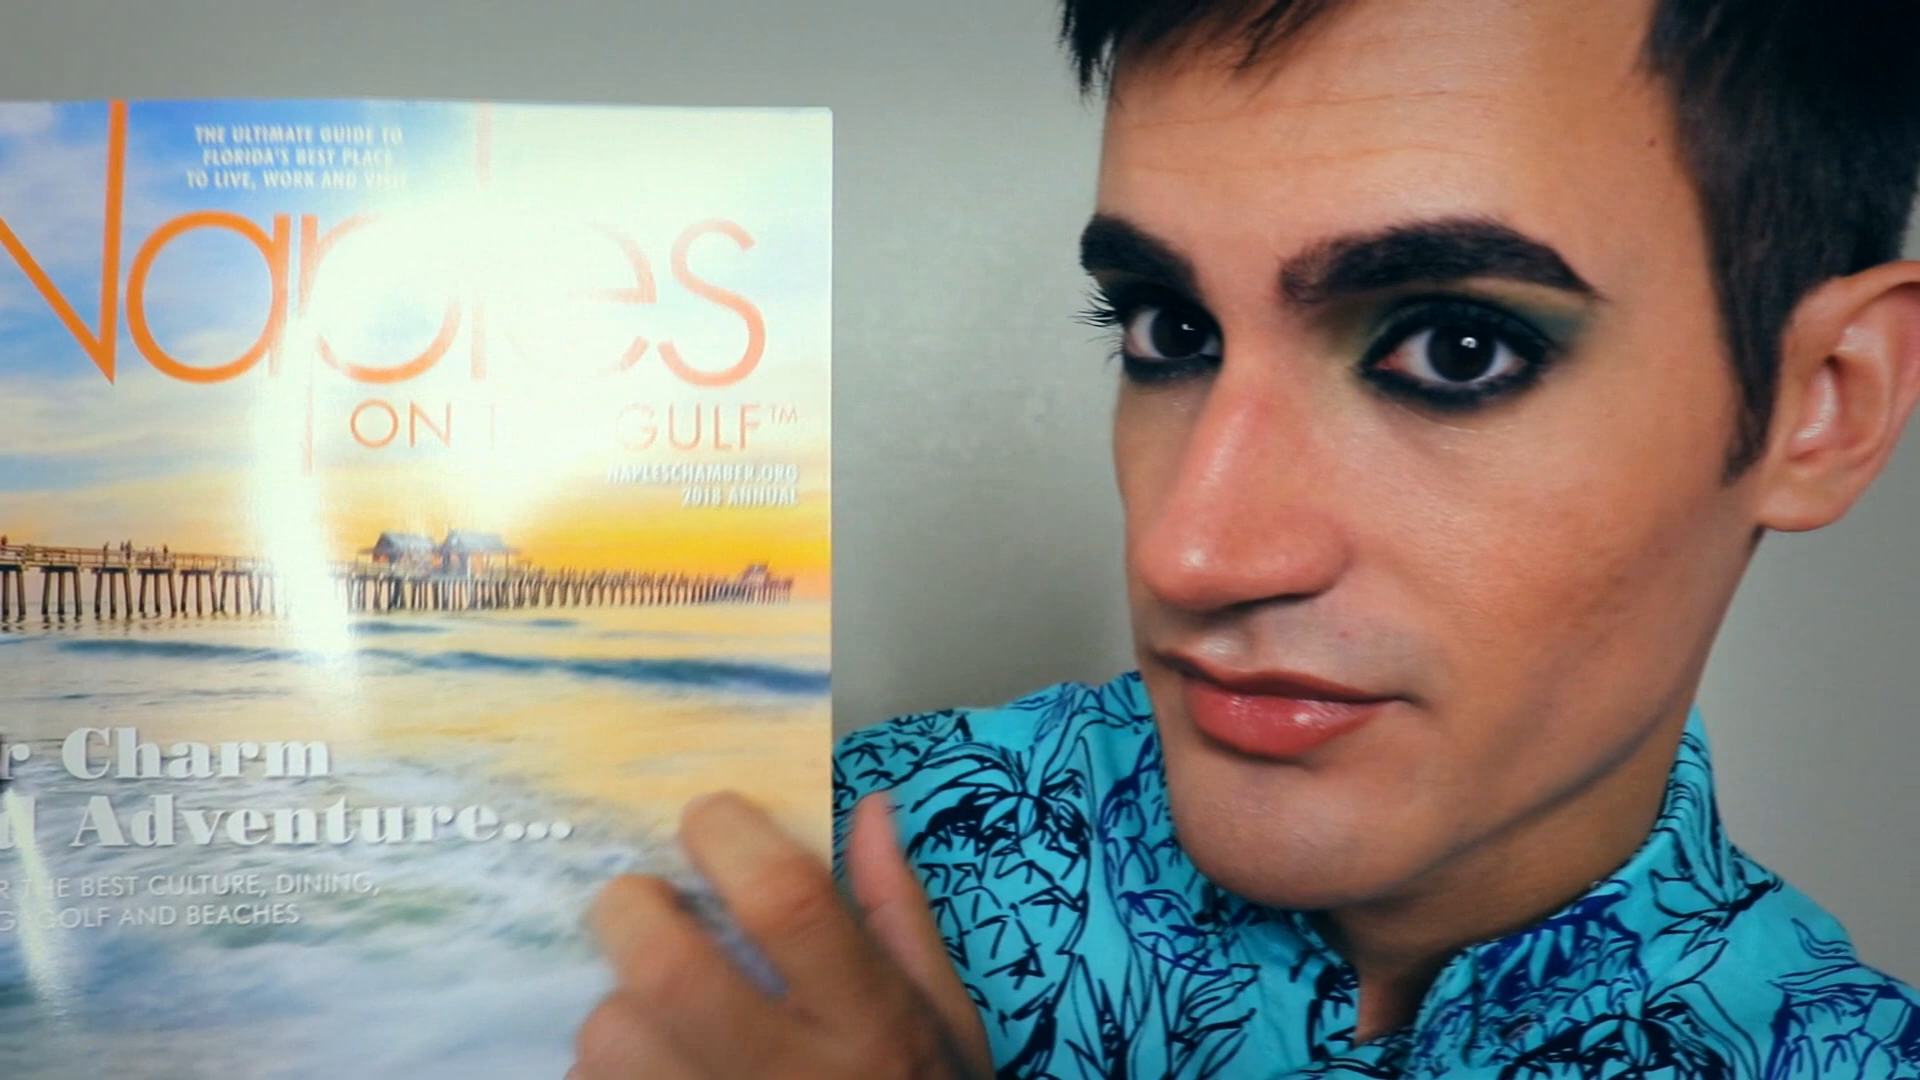 THE ULTIMATE GUIDE TO
FLORIDA'S BEST PLACE
TO LIVE, WORK AND VISIT
Naples
ON THE GULF™
NAPLESCHAMBER.ORG
2018 ANNUAL
Charm
Adventure...
THE BEST CULTURE, DINING,
GOLF AND BEACHES